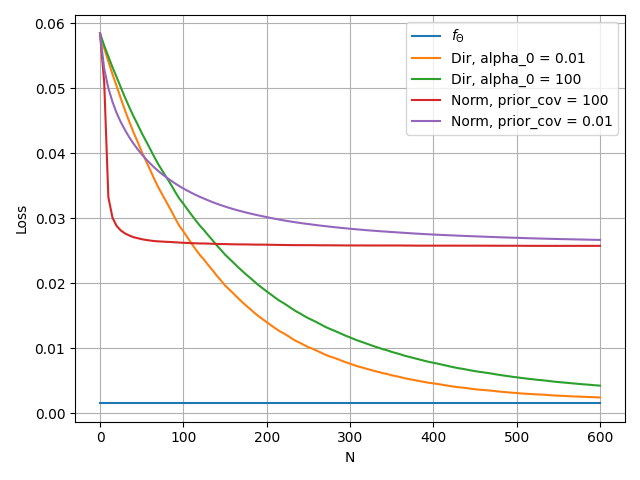 0.06
0.05
0.04
0.03
0.02
0.01
0.00
Loss
0 100 200 300 400 500 600
N
f_Θ
Dir, alpha_0 = 0.01
Dir, alpha_0 = 100
Norm, prior_cov = 100
Norm, prior_cov = 0.01